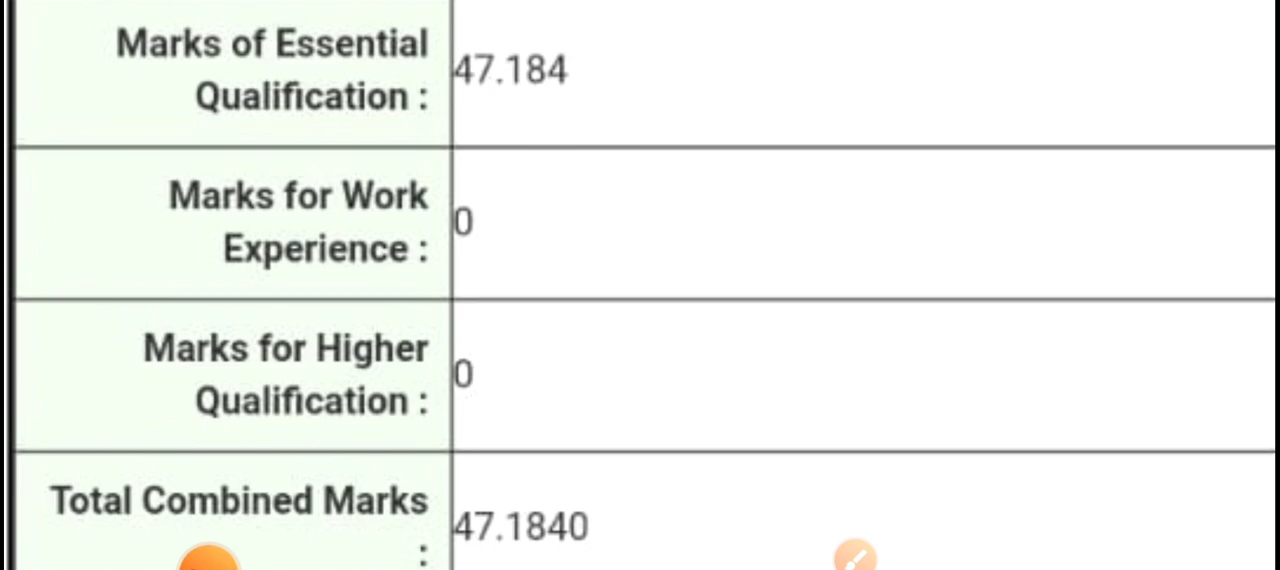 Marks of Essential
Qualification :
47.184
Marks for Work
Experience :
0
Marks for Higher
Qualification :
0
Total Combined Marks
:
47.1840